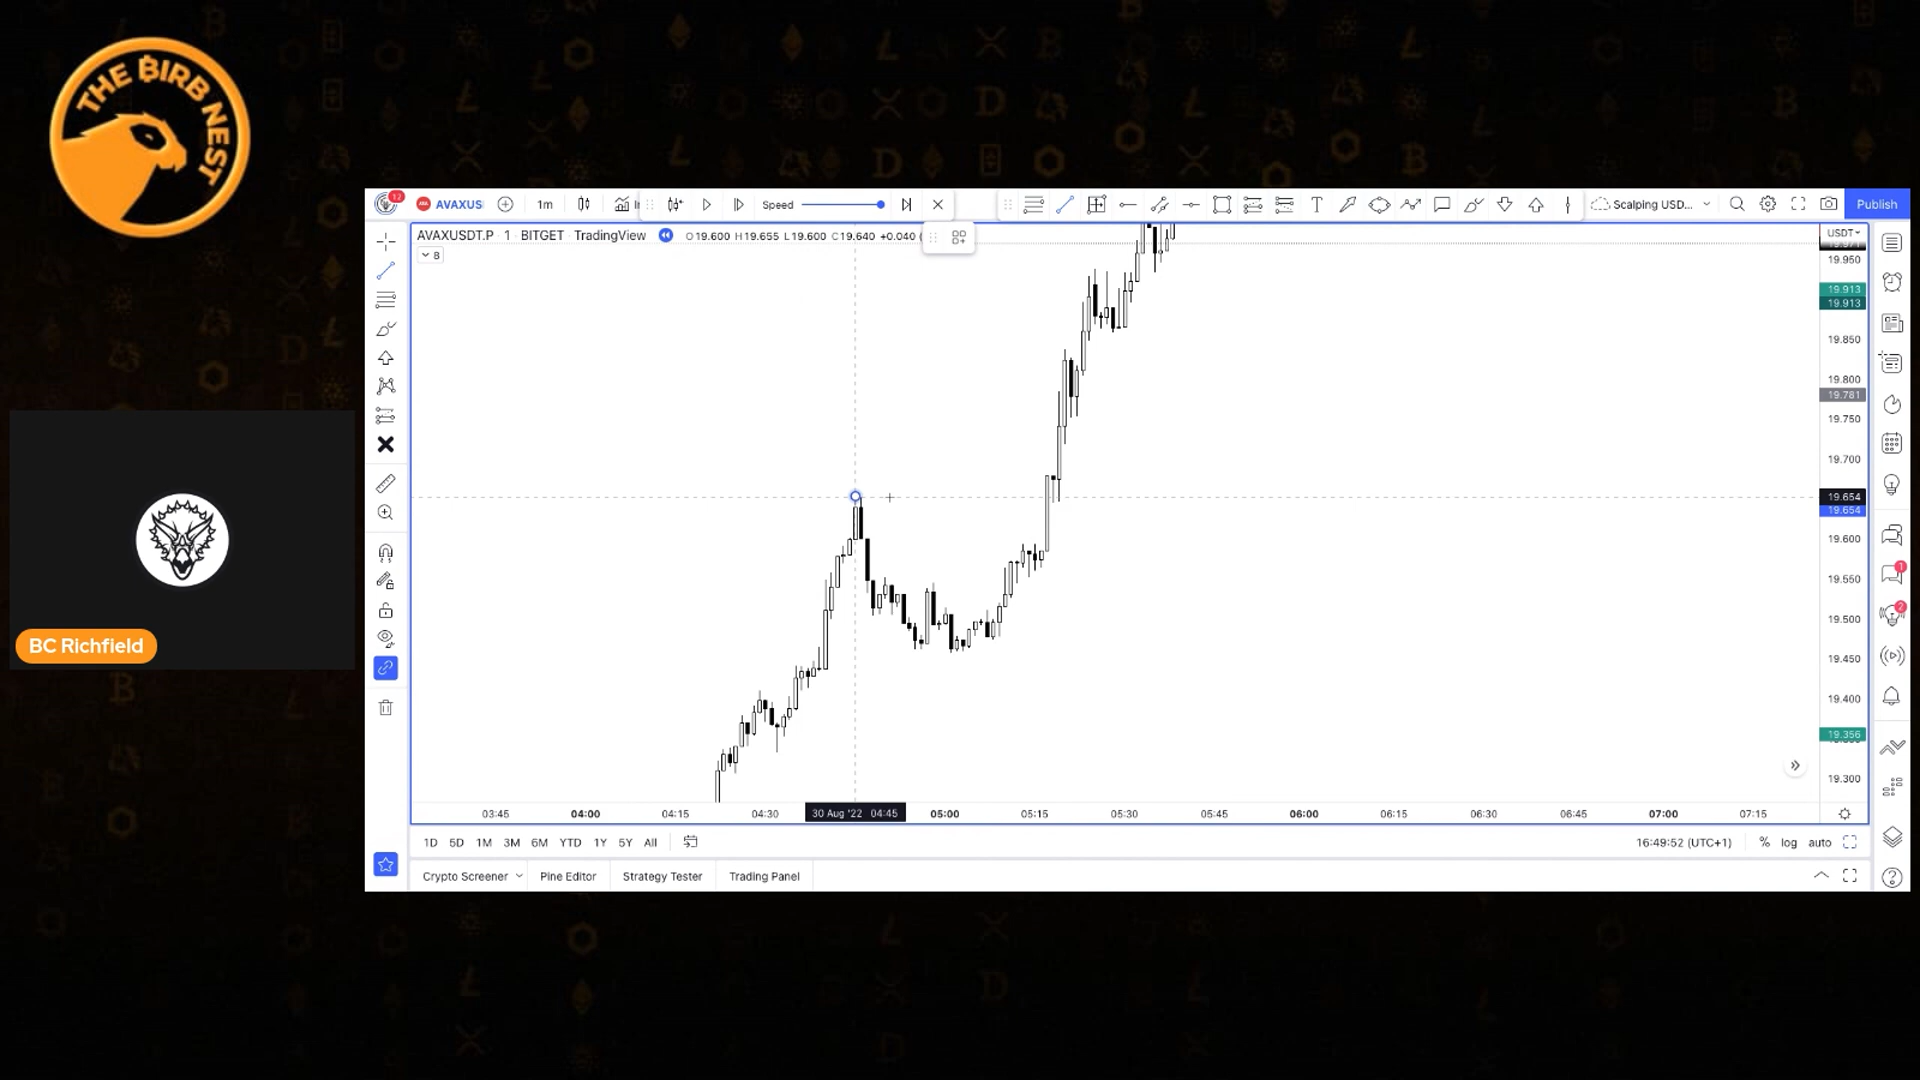 THE BIRB NEST
12
AVAXUS
1m
Speed
Scalping USD...
Publish
AVAXUSDT.P · 1 · BITGET · TradingView
O19.600 H19.655 L19.600 C19.640 +0.040 (
8
USDT
19.950
19.913
19.913
19.850
19.800
19.781
19.750
19.700
19.654
19.654
19.600
19.550
19.500
19.450
19.400
19.356
19.300
1
2
BC Richfield
03:45 04:00 04:15 04:30 30 Aug '22 04:45 05:00 05:15 05:30 05:45 06:00 06:15 06:30 06:45 07:00 07:15
1D 5D 1M 3M 6M YTD 1Y 5Y All
16:49:52 (UTC+1) % log auto
Crypto Screener Pine Editor Strategy Tester Trading Panel